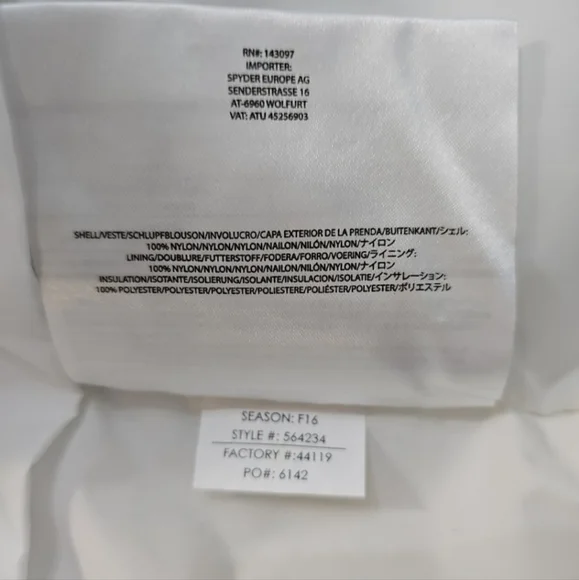 RN#: 143097
IMPORTER:
SPYDER EUROPE AG
SENDERSTRASSE 16
AT-6960 WOLFURT
VAT: ATU 45256903
SHELL/VESTE/SCHLUPFBLOUSON/INVOLUCRO/CAPA EXTERIOR DE LA PRENDA/BUITENKANT/シェル:
100% NYLON/NYLON/NYLON/NAILON/NILÓN/NYLON/ナイロン
LINING/DOUBLURE/FUTTERSTOFF/FODERA/FORRO/VOERING/ライニング:
100% NYLON/NYLON/NYLON/NAILON/NILÓN/NYLON/ナイロン
INSULATION/ISOTANTE/ISOLIERUNG/ISOLANTE/INSULACION/ISOLATIE/インサレーション:
100% POLYESTER/POLYESTER/POLYESTER/POLIESTERE/POLIÉSTER/POLYESTER/ポリエステル
SEASON: F16
STYLE #: 564234
FACTORY #:44119
PO#: 6142